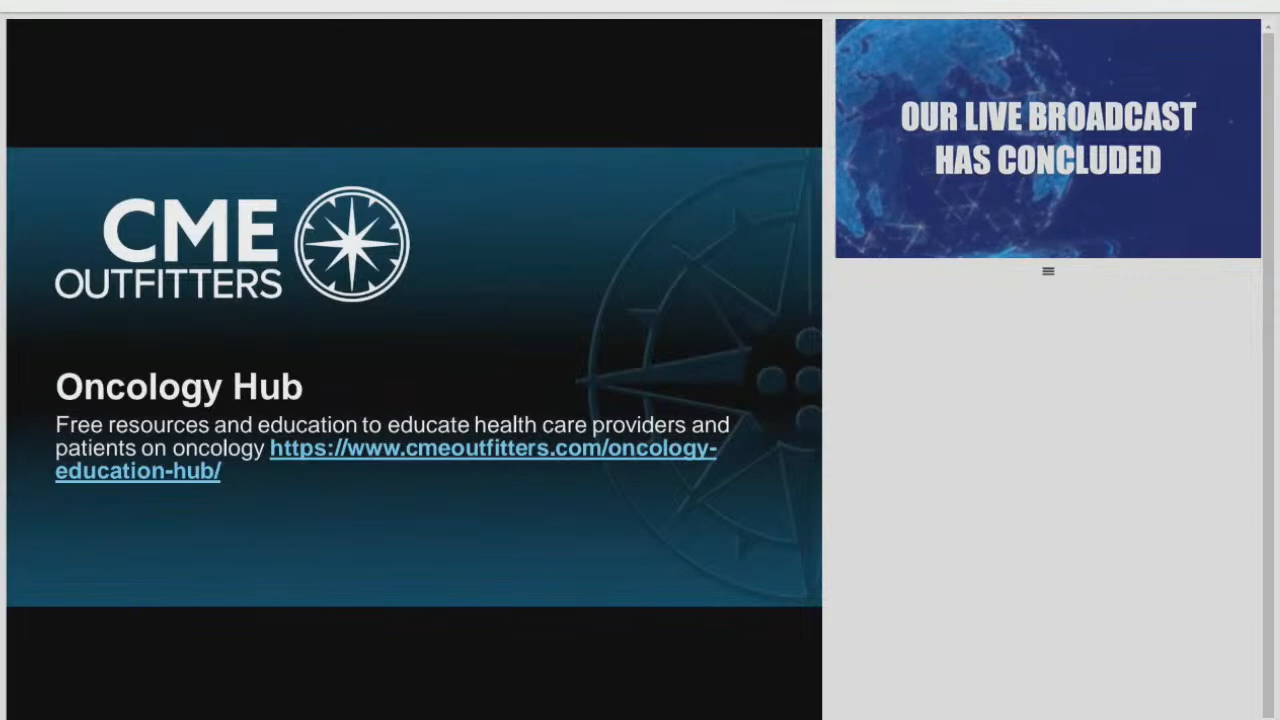 CME
OUTFITTERS
Oncology Hub
Free resources and education to educate health care providers and
patients on oncology https://www.cmeoutfitters.com/oncology-
education-hub/
OUR LIVE BROADCAST
HAS CONCLUDED